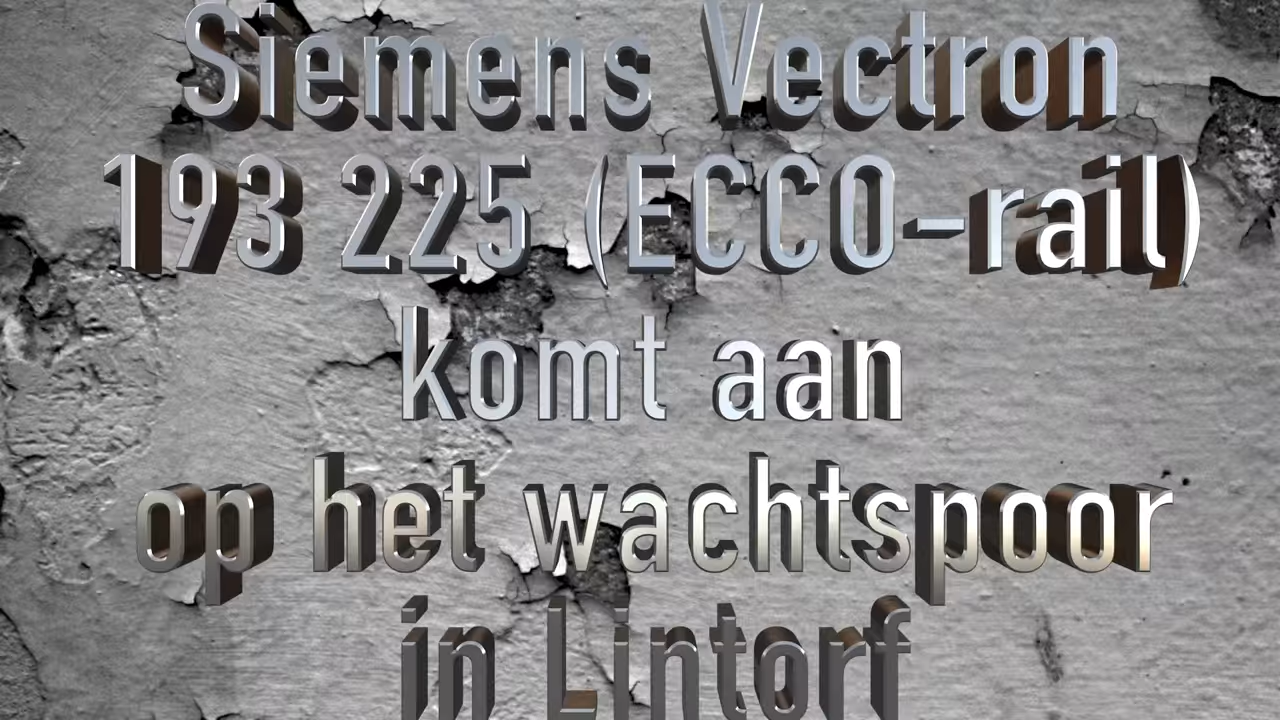 Siemens Vectron
193 225 (ECCO-rail)
komt aan
op het wachtspoor
in Lintorf